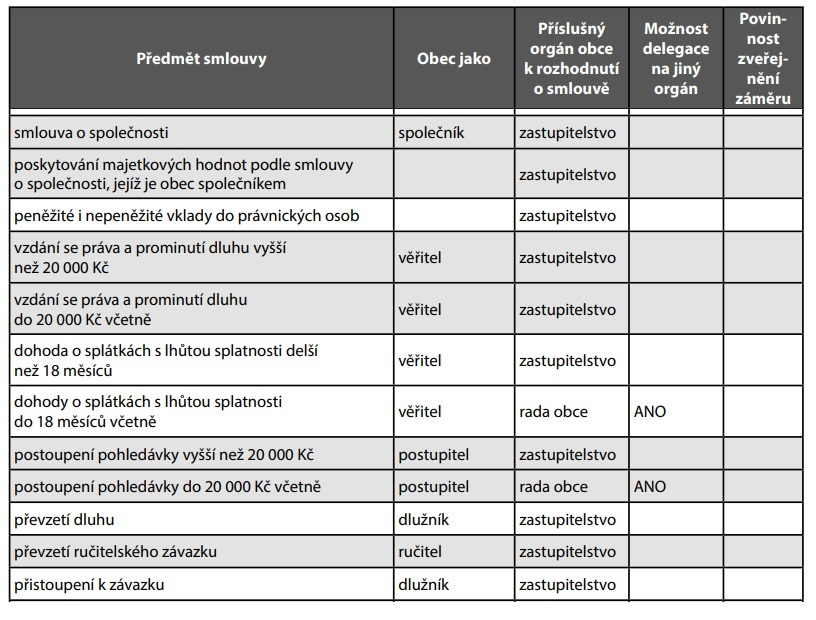 Předmět smlouvy
Obec jako
Příslušný
orgán obce
k rozhodnutí
o smlouvě
Možnost
delegace
na jiný
orgán
Povin-
nost
zveřej-
nění
záměru
smlouva o společnosti
společník
zastupitelstvo
poskytování majetkových hodnot podle smlouvy
o společnosti, jejíž je obec společníkem
zastupitelstvo
peněžité i nepeněžité vklady do právnických osob
zastupitelstvo
vzdání se práva a prominutí dluhu vyšší
než 20 000 Kč
věřitel
zastupitelstvo
vzdání se práva a prominutí dluhu
do 20 000 Kč včetně
věřitel
zastupitelstvo
dohoda o splátkách s lhůtou splatnosti delší
než 18 měsíců
věřitel
zastupitelstvo
dohody o splátkách s lhůtou splatnosti
do 18 měsíců včetně
věřitel
rada obce
ANO
postoupení pohledávky vyšší než 20 000 Kč
postupitel
zastupitelstvo
postoupení pohledávky do 20 000 Kč včetně
postupitel
rada obce
ANO
převzetí dluhu
dlužník
zastupitelstvo
převzetí ručitelského závazku
ručitel
zastupitelstvo
přistoupení k závazku
dlužník
zastupitelstvo